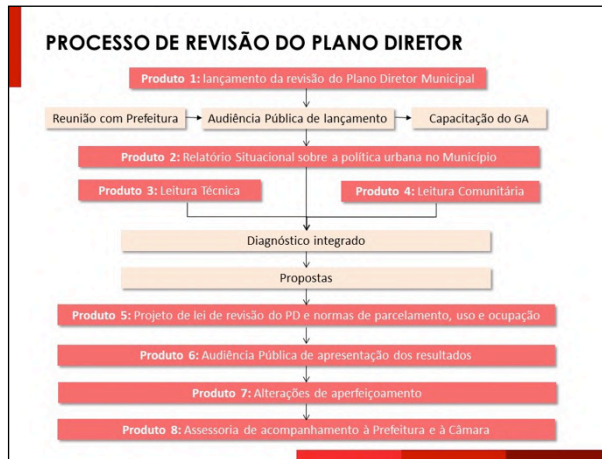 PROCESSO DE REVISÃO DO PLANO DIRETOR
Produto 1: lançamento da revisão do Plano Diretor Municipal
Reunião com Prefeitura
Audiência Pública de lançamento
Capacitação do GA
Produto 2: Relatório Situacional sobre a política urbana no Município
Produto 3: Leitura Técnica
Produto 4: Leitura Comunitária
Diagnóstico integrado
Propostas
Produto 5: Projeto de lei de revisão do PD e normas de parcelamento, uso e ocupação
Produto 6: Audiência Pública de apresentação dos resultados
Produto 7: Alterações de aperfeiçoamento
Produto 8: Assessoria de acompanhamento à Prefeitura e à Câmara